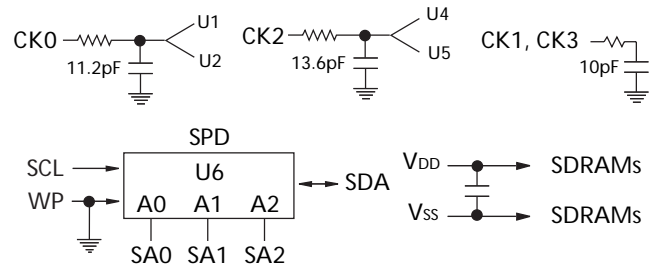 CK0
U1
U2
11.2pF
CK2
U4
U5
13.6pF
CK1, CK3
10pF
SPD
SCL
U6
SDA
WP
A0 A1 A2
SA0 SA1 SA2
VDD
SDRAMs
VSS
SDRAMs